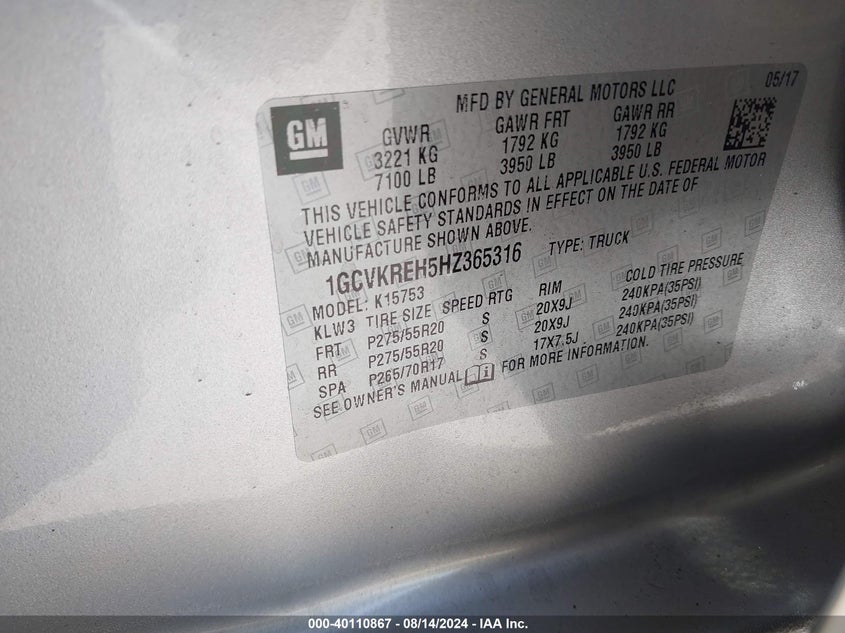 05/17
MFD BY GENERAL MOTORS LLC
GM
GVWR GAWR FRT GAWR RR
3221 KG 1792 KG 1792 KG
7100 LB 3950 LB 3950 LB
THIS VEHICLE CONFORMS TO ALL APPLICABLE U.S. FEDERAL MOTOR
VEHICLE SAFETY STANDARDS IN EFFECT ON THE DATE OF
MANUFACTURE SHOWN ABOVE.
1GCVKREH5HZ365316 TYPE: TRUCK
MODEL: K15753
KLW3 TIRE SIZE SPEED RTG RIM COLD TIRE PRESSURE
FRT P275/55R20 S 20X9J 240KPA(35PSI)
RR P275/55R20 S 20X9J 240KPA(35PSI)
SPA P265/70R17 S 17X7.5J 240KPA(35PSI)
SEE OWNER'S MANUAL FOR MORE INFORMATION.
000-40110867 - 08/14/2024 - IAA Inc.